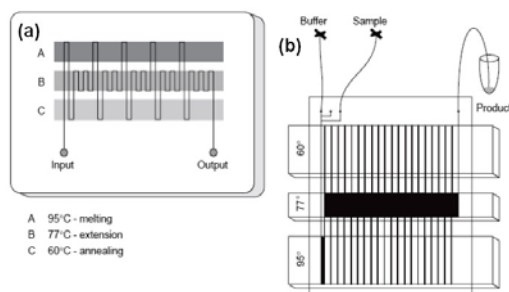 (a)
A
B
C
Input
Output
A 95°C - melting
B 77°C - extension
C 60°C - annealing
(b)
Buffer
Sample
Product
60°
77°
95°